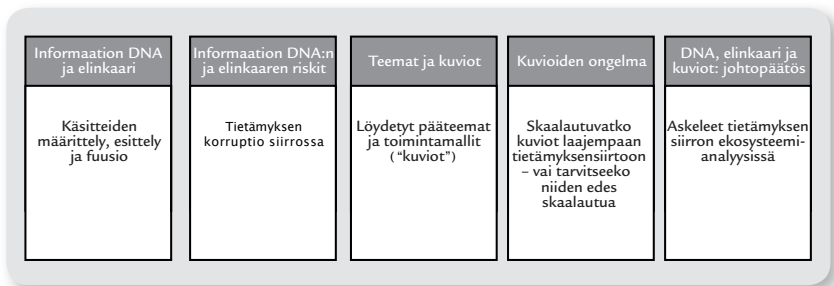 Informaation DNA
ja elinkaari
Käsitteiden
määrittely, esittely
ja fuusio
Informaation DNA:n
ja elinkaaren riskit
Tietämyksen
korruptio siirrossa
Teemat ja kuviot
Löydetyt pääteemat
ja toimintamallit
("kuviot")
Kuvioiden ongelma
Skaalautuvatko
kuviot laajempaan
tietämyksensiirtoon
– vai tarvitseeko
niiden edes
skaalautua
DNA, elinkaari ja
kuviot: johtopäätös
Askeleet tietämyksen
siirron ekosysteemi-
analyysissä